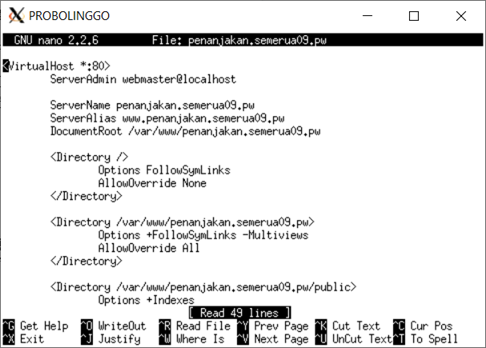 PROBOLINGGO
GNU nano 2.2.6 File: penanjakan.semerua09.pw
<VirtualHost *:80>
ServerAdmin webmaster@localhost
ServerName penanjakan.semerua09.pw
ServerAlias www.penanjakan.semerua09.pw
DocumentRoot /var/www/penanjakan.semerua09.pw
<Directory />
Options FollowSymLinks
AllowOverride None
</Directory>
<Directory /var/www/penanjakan.semerua09.pw>
Options +FollowSymLinks -Multiviews
AllowOverride All
</Directory>
<Directory /var/www/penanjakan.semerua09.pw/public>
Options +Indexes
[ Read 49 lines ]
^G Get Help ^O WriteOut ^R Read File ^Y Prev Page ^K Cut Text ^C Cur Pos
^X Exit ^J Justify ^W Where Is ^V Next Page ^U UnCut Text ^T To Spell